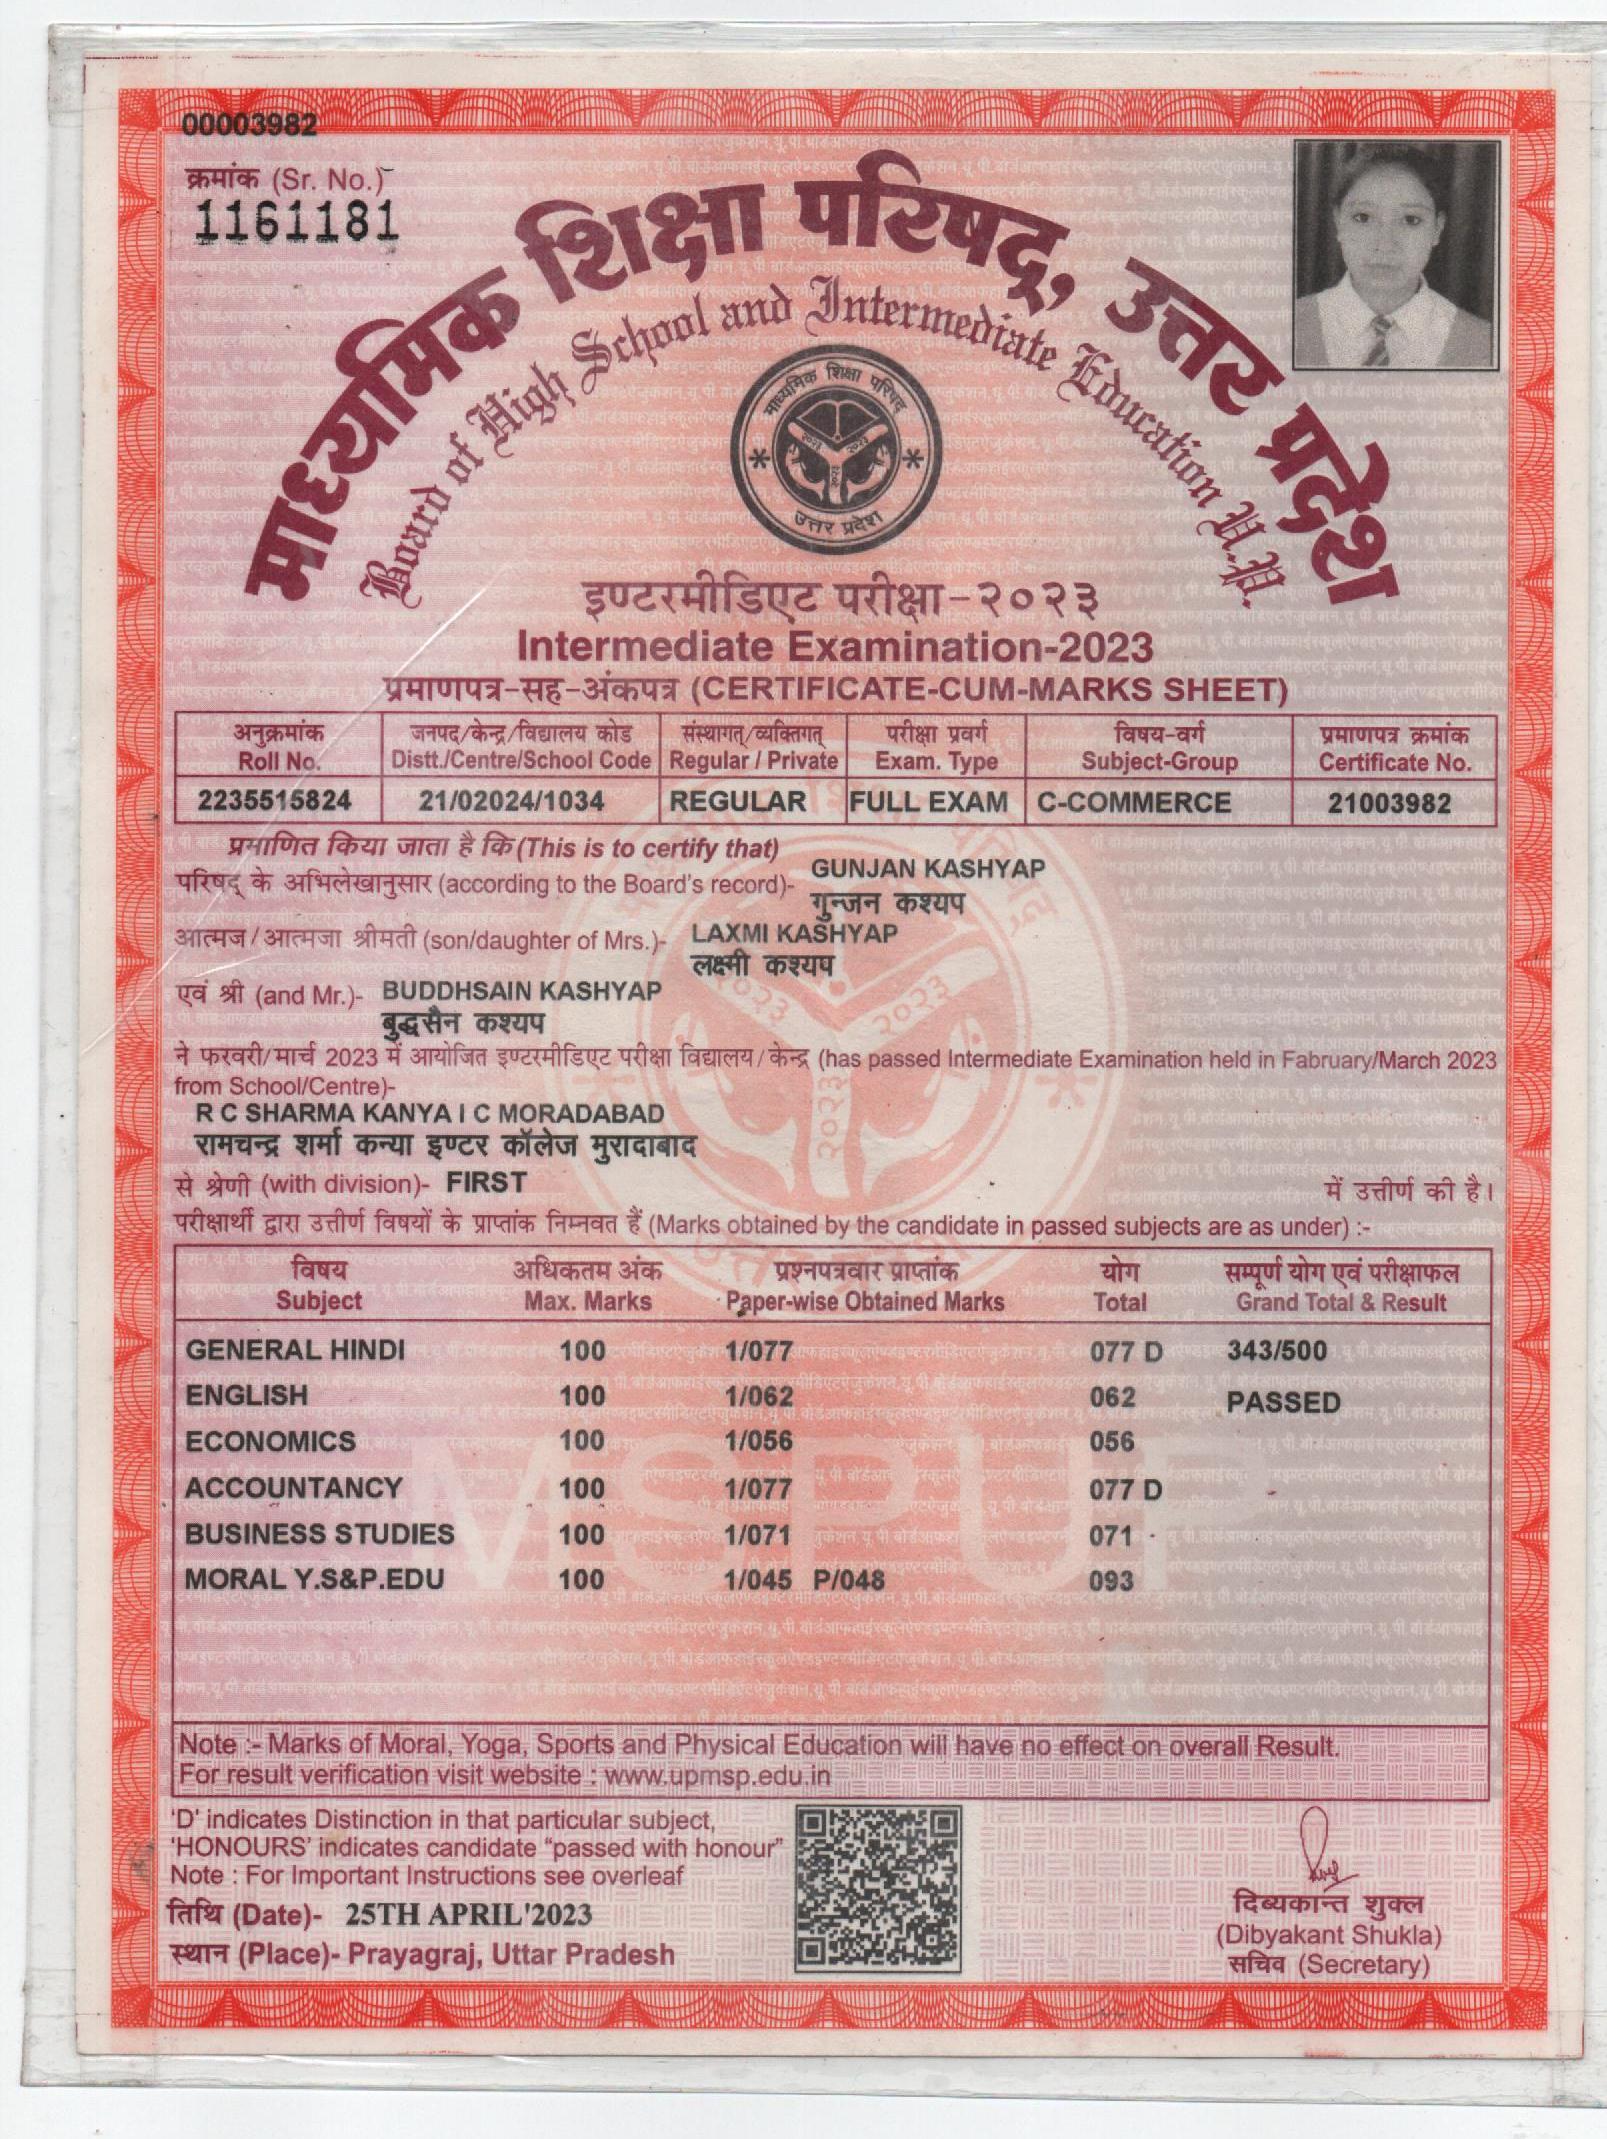 00003982
क्रमांक (Sr. No.)
1161181
माध्यमिक शिक्षा परिषद्, उत्तर प्रदेश
Board of High School and Intermediate Education U.P.
माध्यमिक शिक्षा परिषद्
उत्तर प्रदेश
इण्टरमीडिएट परीक्षा-२०२३
Intermediate Examination-2023
प्रमाणपत्र-सह-अंकपत्र (CERTIFICATE-CUM-MARKS SHEET)
अनुक्रमांक जनपद/केन्द्र/विद्यालय कोड संस्थागत्/व्यक्तिगत् परीक्षा प्रवर्ग विषय-वर्ग प्रमाणपत्र क्रमांक
Roll No. Distt./Centre/School Code Regular / Private Exam. Type Subject-Group Certificate No.
2235515824 21/02024/1034 REGULAR FULL EXAM C-COMMERCE 21003982
प्रमाणित किया जाता है कि (This is to certify that)
परिषद् के अभिलेखानुसार (according to the Board's record)- GUNJAN KASHYAP
गुन्जन कश्यप
आत्मज/आत्मजा श्रीमती (son/daughter of Mrs.)- LAXMI KASHYAP
लक्ष्मी कश्यप
एवं श्री (and Mr.)- BUDDHSAIN KASHYAP
बुद्धसैन कश्यप
ने फरवरी/मार्च 2023 में आयोजित इण्टरमीडिएट परीक्षा विद्यालय/केन्द्र (has passed Intermediate Examination held in Fabruary/March 2023
from School/Centre)-
R C SHARMA KANYA I C MORADABAD
रामचन्द्र शर्मा कन्या इण्टर कॉलेज मुरादाबाद
से श्रेणी (with division)- FIRST में उत्तीर्ण की है।
परीक्षार्थी द्वारा उत्तीर्ण विषयों के प्राप्तांक निम्नवत हैं (Marks obtained by the candidate in passed subjects are as under) :-
विषय अधिकतम अंक प्रश्नपत्रवार प्राप्तांक योग सम्पूर्ण योग एवं परीक्षाफल
Subject Max. Marks Paper-wise Obtained Marks Total Grand Total & Result
GENERAL HINDI 100 1/077 077 D 343/500
ENGLISH 100 1/062 062 PASSED
ECONOMICS 100 1/056 056
ACCOUNTANCY 100 1/077 077 D
BUSINESS STUDIES 100 1/071 071
MORAL Y.S&P.EDU 100 1/045 P/048 093
MSPUP
Note :- Marks of Moral, Yoga, Sports and Physical Education will have no effect on overall Result.
For result verification visit website : www.upmsp.edu.in
'D' indicates Distinction in that particular subject,
'HONOURS' indicates candidate "passed with honour"
Note : For Important Instructions see overleaf
तिथि (Date)- 25TH APRIL'2023
स्थान (Place)- Prayagraj, Uttar Pradesh
दिब्यकान्त शुक्ल
(Dibyakant Shukla)
सचिव (Secretary)